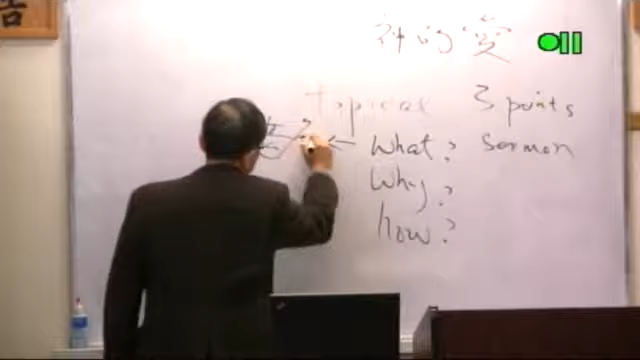 神的愛
topical 3 points
What? Sermon
Why?
how?